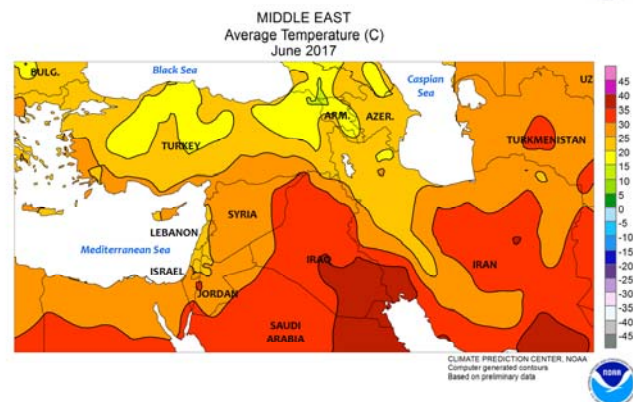 MIDDLE EAST
Average Temperature (C)
June 2017
BULG.
Black Sea
Caspian
Sea
UZ
ARM.
AZER.
TURKMENISTAN
TURKEY
SYRIA
LEBANON
Mediterranean Sea
ISRAEL
IRAQ
IRAN
JORDAN
SAUDI
ARABIA
45
40
35
30
25
20
15
10
5
0
-5
-10
-15
-20
-25
-30
-35
-40
-45
CLIMATE PREDICTION CENTER, NOAA
Computer generated contours
Based on preliminary data
NOAA